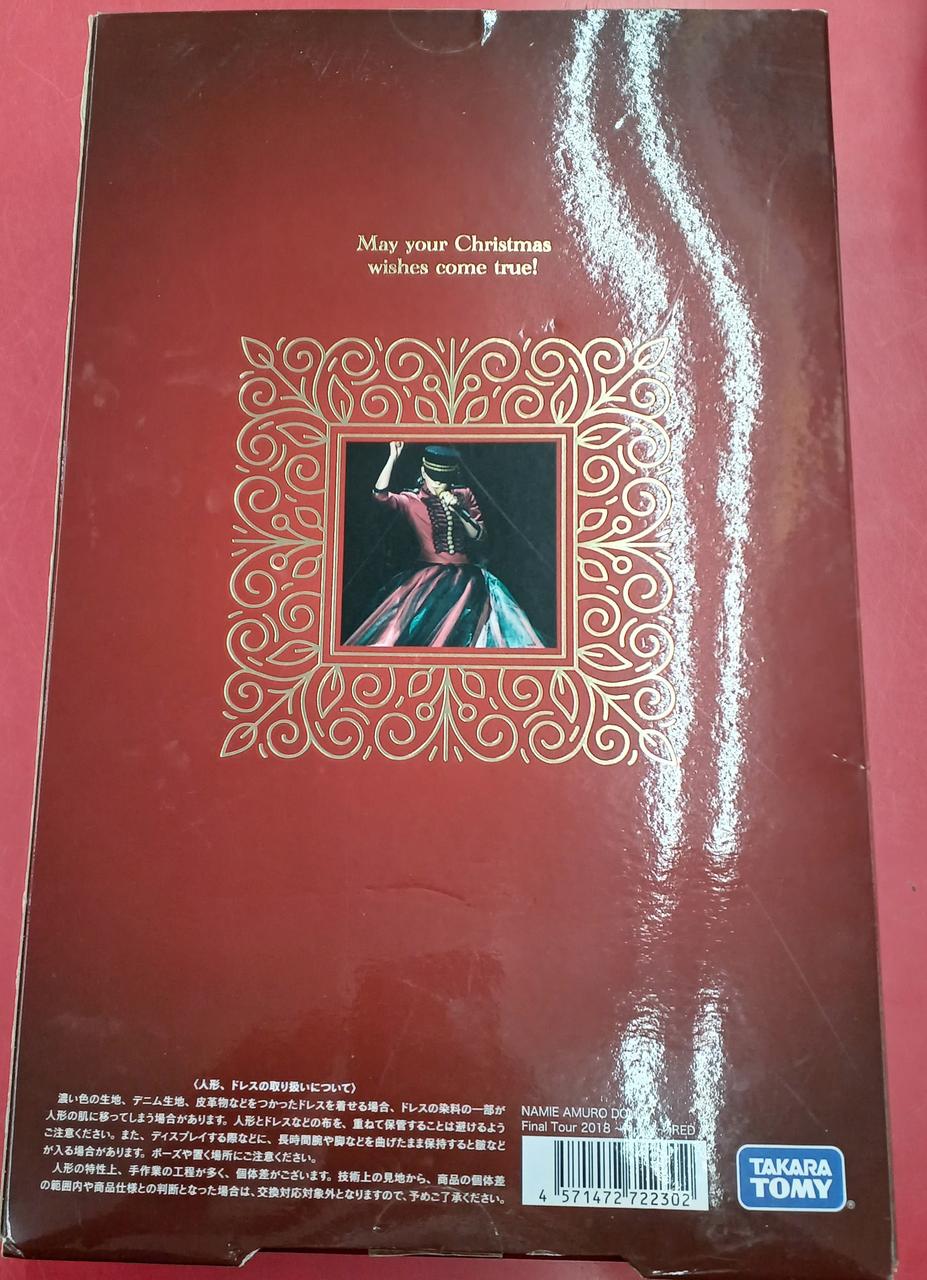 May your Christmas
wishes come true!
〈人形、ドレスの取り扱いについて〉
濃い色の生地、デニム生地、皮革物などをつかったドレスを着せる場合、ドレスの染料の一部が
人形の肌に移ってしまう場合があります。人形とドレスなどの布を、重ねて保管することは避けるよう
ご注意ください。また、ディスプレイする際などに、長時間腕や脚などを曲げたまま保持すると皺など
が入る場合があります。ポーズや置く場所にご注意ください。
人形の特性上、手作業の工程が多く、個体差がございます。技術上の見地から、商品の個体差
の範囲内や商品仕様との判断となった場合は、交換対応対象外となりますので、予めご了承ください。
NAMIE AMURO
Final Tour 2018
RED
4 571472 722302
TAKARA
TOMY
®